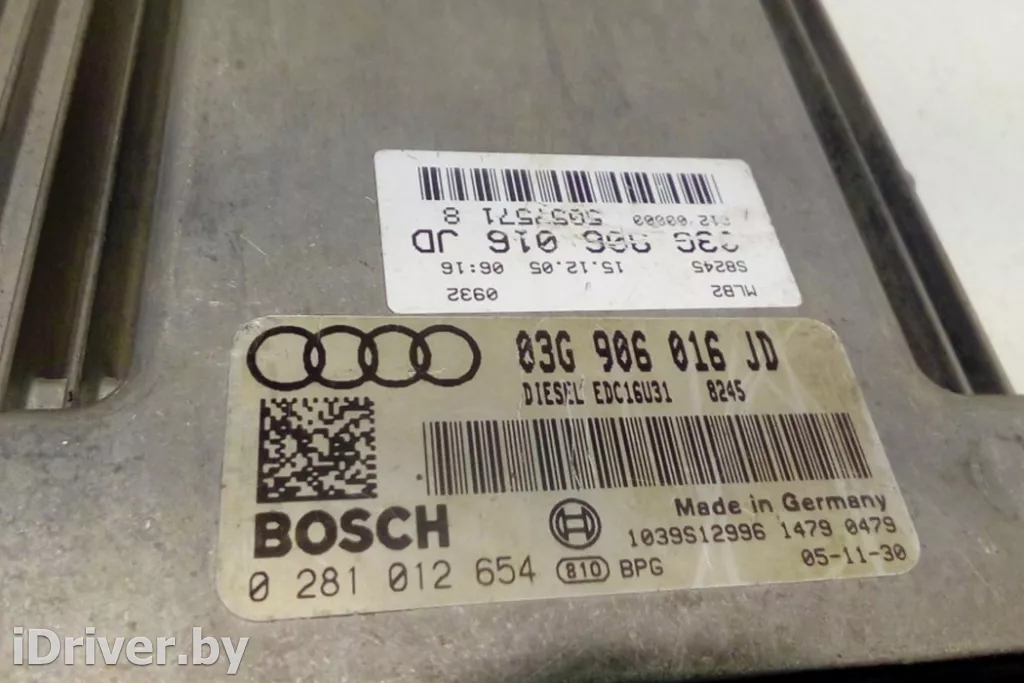 MLB2 0932
S8245 15.12.05 06:16
03G 906 016 JD
8
03G 906 016 JD
DIESEL EDC16U31 8245
Made in Germany
BOSCH
1039S12996 1479 0479
0 281 012 654 810 BPG 05-11-30
iDriver.by